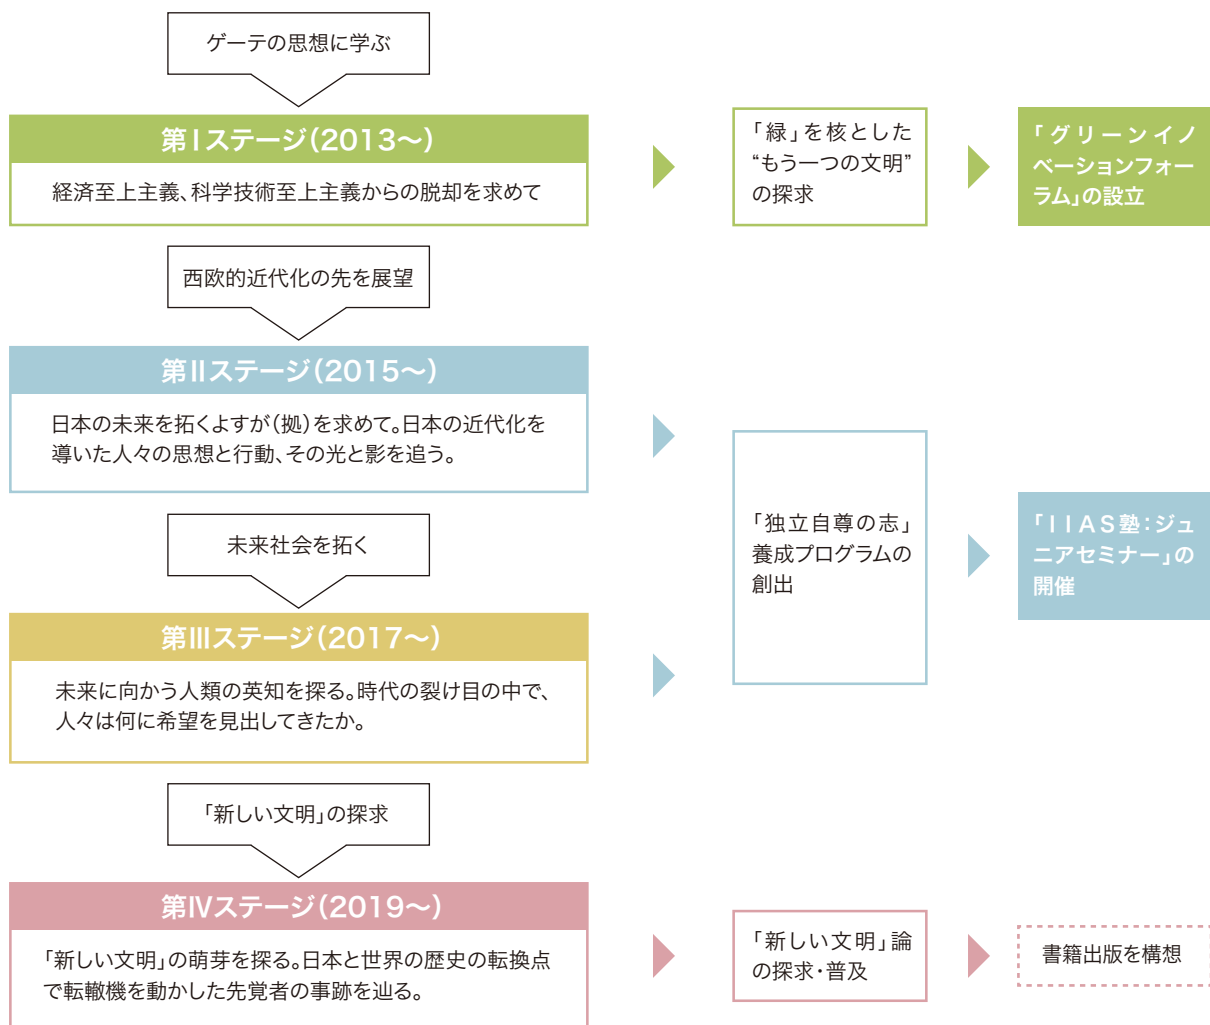 ゲーテの思想に学ぶ
第Ⅰステージ(2013〜)
経済至上主義、科学技術至上主義からの脱却を求めて
「緑」を核とした
“もう一つの文明”
の探求
「グリーンイノ
ベーションフォー
ラム」の設立
西欧的近代化の先を展望
第Ⅱステージ(2015〜)
日本の未来を拓くよすが(拠)を求めて。日本の近代化を
導いた人々の思想と行動、その光と影を追う。
未来社会を拓く
第Ⅲステージ(2017〜)
未来に向かう人類の英知を探る。時代の裂け目の中で、
人々は何に希望を見出してきたか。
「独立自尊の志」
養成プログラムの
創出
「IIAS塾:ジュ
ニアセミナー」の
開催
「新しい文明」の探求
第Ⅳステージ(2019〜)
「新しい文明」の萌芽を探る。日本と世界の歴史の転換点
で転轍機を動かした先覚者の事跡を辿る。
「新しい文明」論
の探求・普及
書籍出版を構想